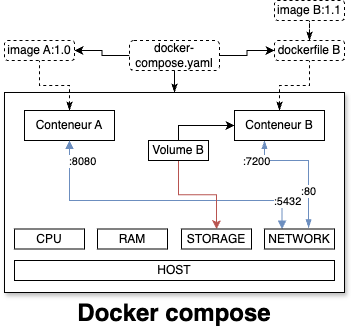 image B:1.1
image A:1.0
docker-
compose.yaml
dockerfile B
Conteneur A
Conteneur B
Volume B
:8080
:7200
:80
:5432
CPU
RAM
STORAGE
NETWORK
HOST
Docker compose